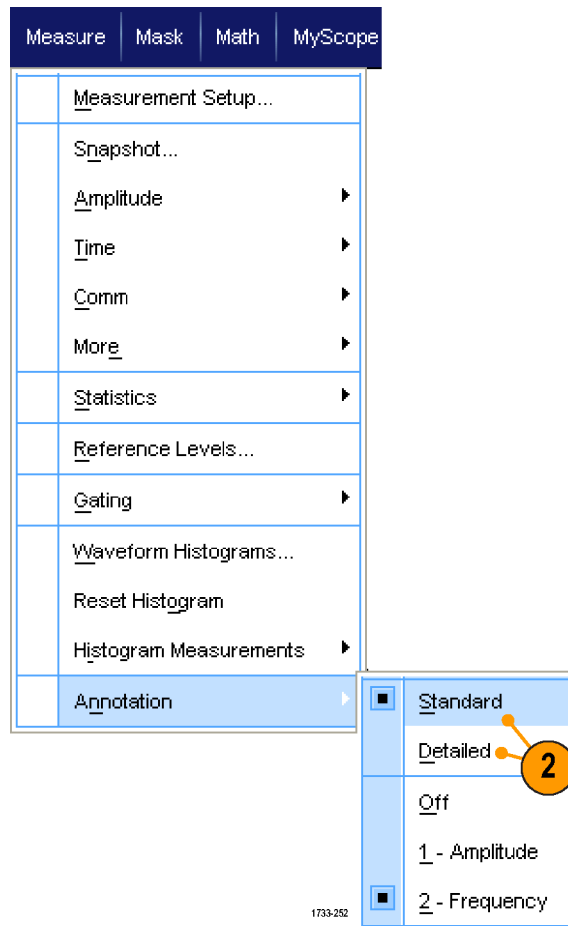 Measure Mask Math MyScope
Measurement Setup...
Snapshot...
Amplitude
Time
Comm
More
Statistics
Reference Levels...
Gating
Waveform Histograms...
Reset Histogram
Histogram Measurements
Annotation
Standard
Detailed
2
Off
1 - Amplitude
2 - Frequency
1733-252